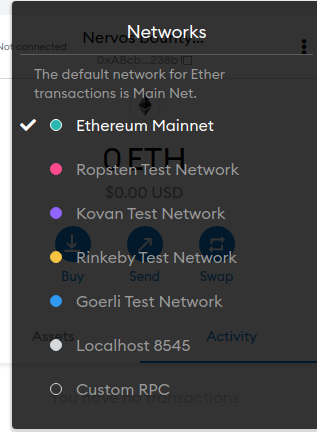 Networks
Not connected
Nervos bounty...
0xA8cb...238b
The default network for Ether
transactions is Main Net.
Ethereum Mainnet
0 ETH
Ropsten Test Network
$0.00 USD
Kovan Test Network
Rinkeby Test Network
Buy
Send
Swap
Goerli Test Network
Assets
Activity
Localhost 8545
Custom RPC
You have no transactions